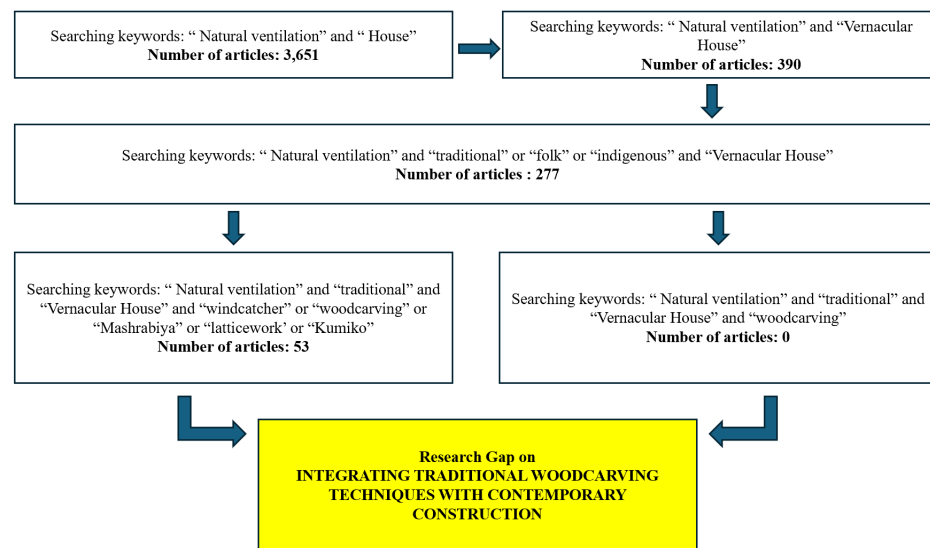 Searching keywords: “ Natural ventilation” and “ House”
Number of articles: 3,651
Searching keywords: “ Natural ventilation” and “Vernacular
House”
Number of articles: 390
Searching keywords: “ Natural ventilation” and “traditional” or “folk” or “indigenous” and “Vernacular House”
Number of articles : 277
Searching keywords: “ Natural ventilation” and “traditional” and
“Vernacular House” and “windcatcher” or “woodcarving” or
“Mashrabiya” or “latticework’ or “Kumiko”
Number of articles: 53
Searching keywords: “ Natural ventilation” and “traditional” and
“Vernacular House” and “woodcarving”
Number of articles: 0
Research Gap on
INTEGRATING TRADITIONAL WOODCARVING
TECHNIQUES WITH CONTEMPORARY
CONSTRUCTION